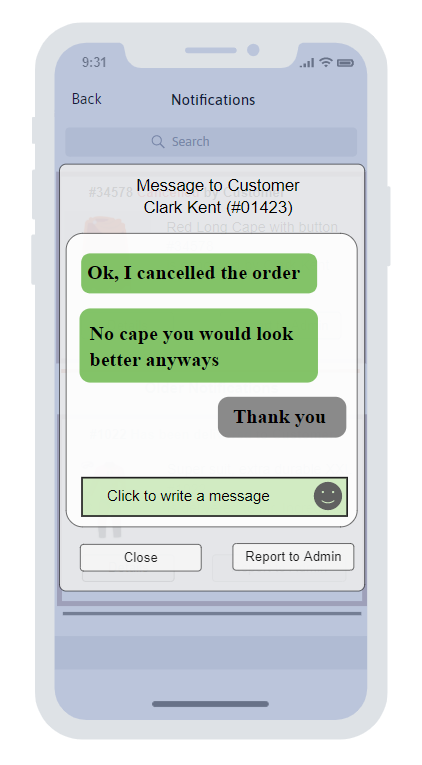 9:31
Back
Notifications
Search
#34578
by Customer
Message to Customer
Clark Kent (#01423)
Red Long Cape with button
Ok, I cancelled the order
No cape you would look
better anyways
Thank you
Click to write a message
Close
Report to Admin